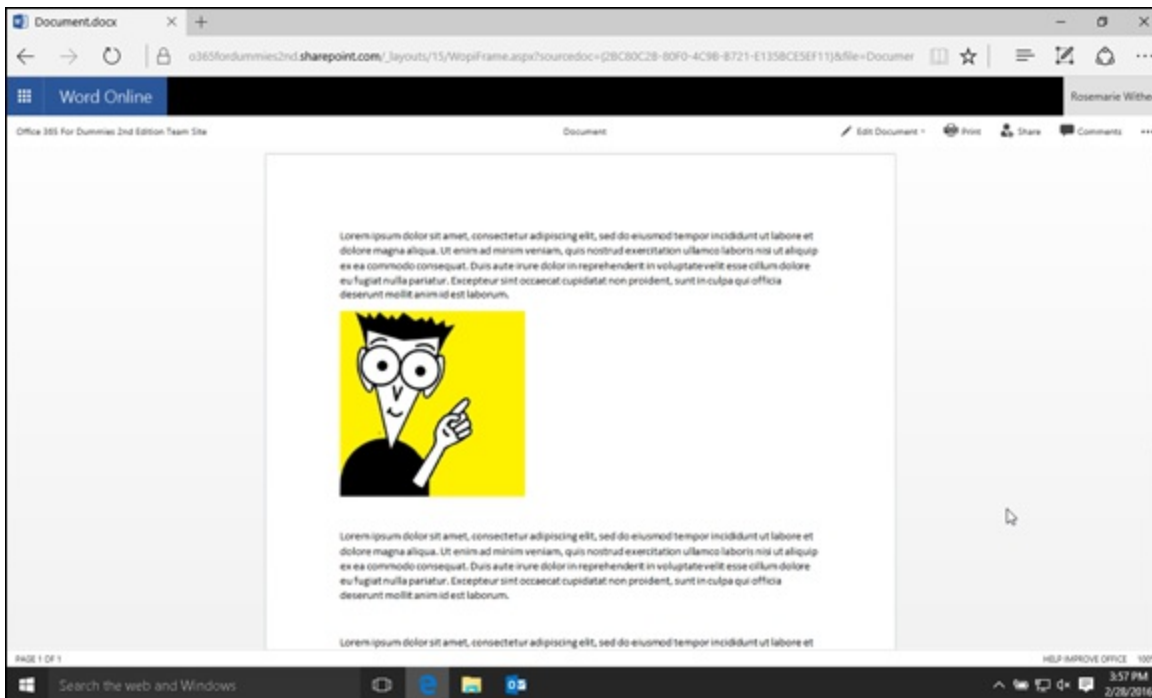 Document.docx
o365fordummies2nd.sharepoint.com/_layouts/15/WopiFrame.aspx?sourcedoc={2BC80C2B-80F0-4C9B-B721-E135BCE5EF11}&file=Documer
Word Online
Rosemarie Withe
Office 365 For Dummies 2nd Edition Team Site Document Edit Document Print Share Comments
Lorem ipsum dolor sit amet, consectetur adipiscing elit, sed do eiusmod tempor incididunt ut labore et
dolore magna aliqua. Ut enim ad minim veniam, quis nostrud exercitation ullamco laboris nisi ut aliquip
ex ea commodo consequat. Duis aute irure dolor in reprehenderit in voluptate velit esse cillum dolore
eu fugiat nulla pariatur. Excepteur sint occaecat cupidatat non proident, sunt in culpa qui officia
deserunt mollit anim id est laborum.
Lorem ipsum dolor sit amet, consectetur adipiscing elit, sed do eiusmod tempor incididunt ut labore et
dolore magna aliqua. Ut enim ad minim veniam, quis nostrud exercitation ullamco laboris nisi ut aliquip
ex ea commodo consequat. Duis aute irure dolor in reprehenderit in voluptate velit esse cillum dolore
eu fugiat nulla pariatur. Excepteur sint occaecat cupidatat non proident, sunt in culpa qui officia
deserunt mollit anim id est laborum.
Lorem ipsum dolor sit amet, consectetur adipiscing elit, sed do eiusmod tempor incididunt ut labore et
PAGE 1 OF 1 HELP IMPROVE OFFICE 100%
Search the web and Windows
3:57 PM
2/28/2016